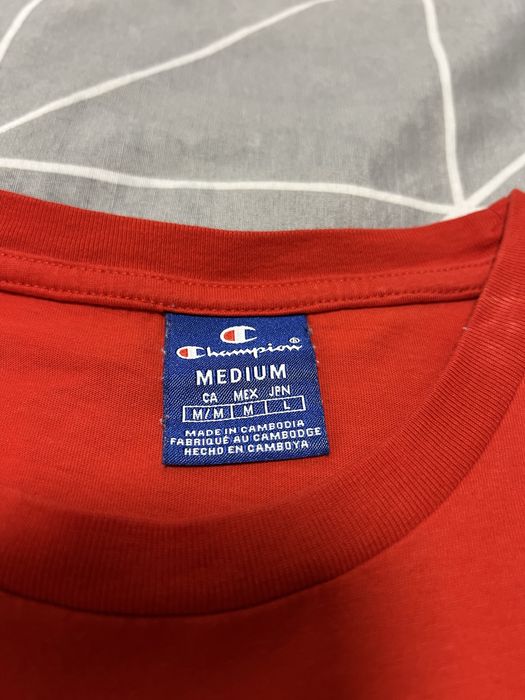 Champion®
MEDIUM
CA MEX JPN
M/M M L
MADE IN CAMBODIA
FABRIQUÉ AU CAMBODGE
HECHO EN CAMBOYA